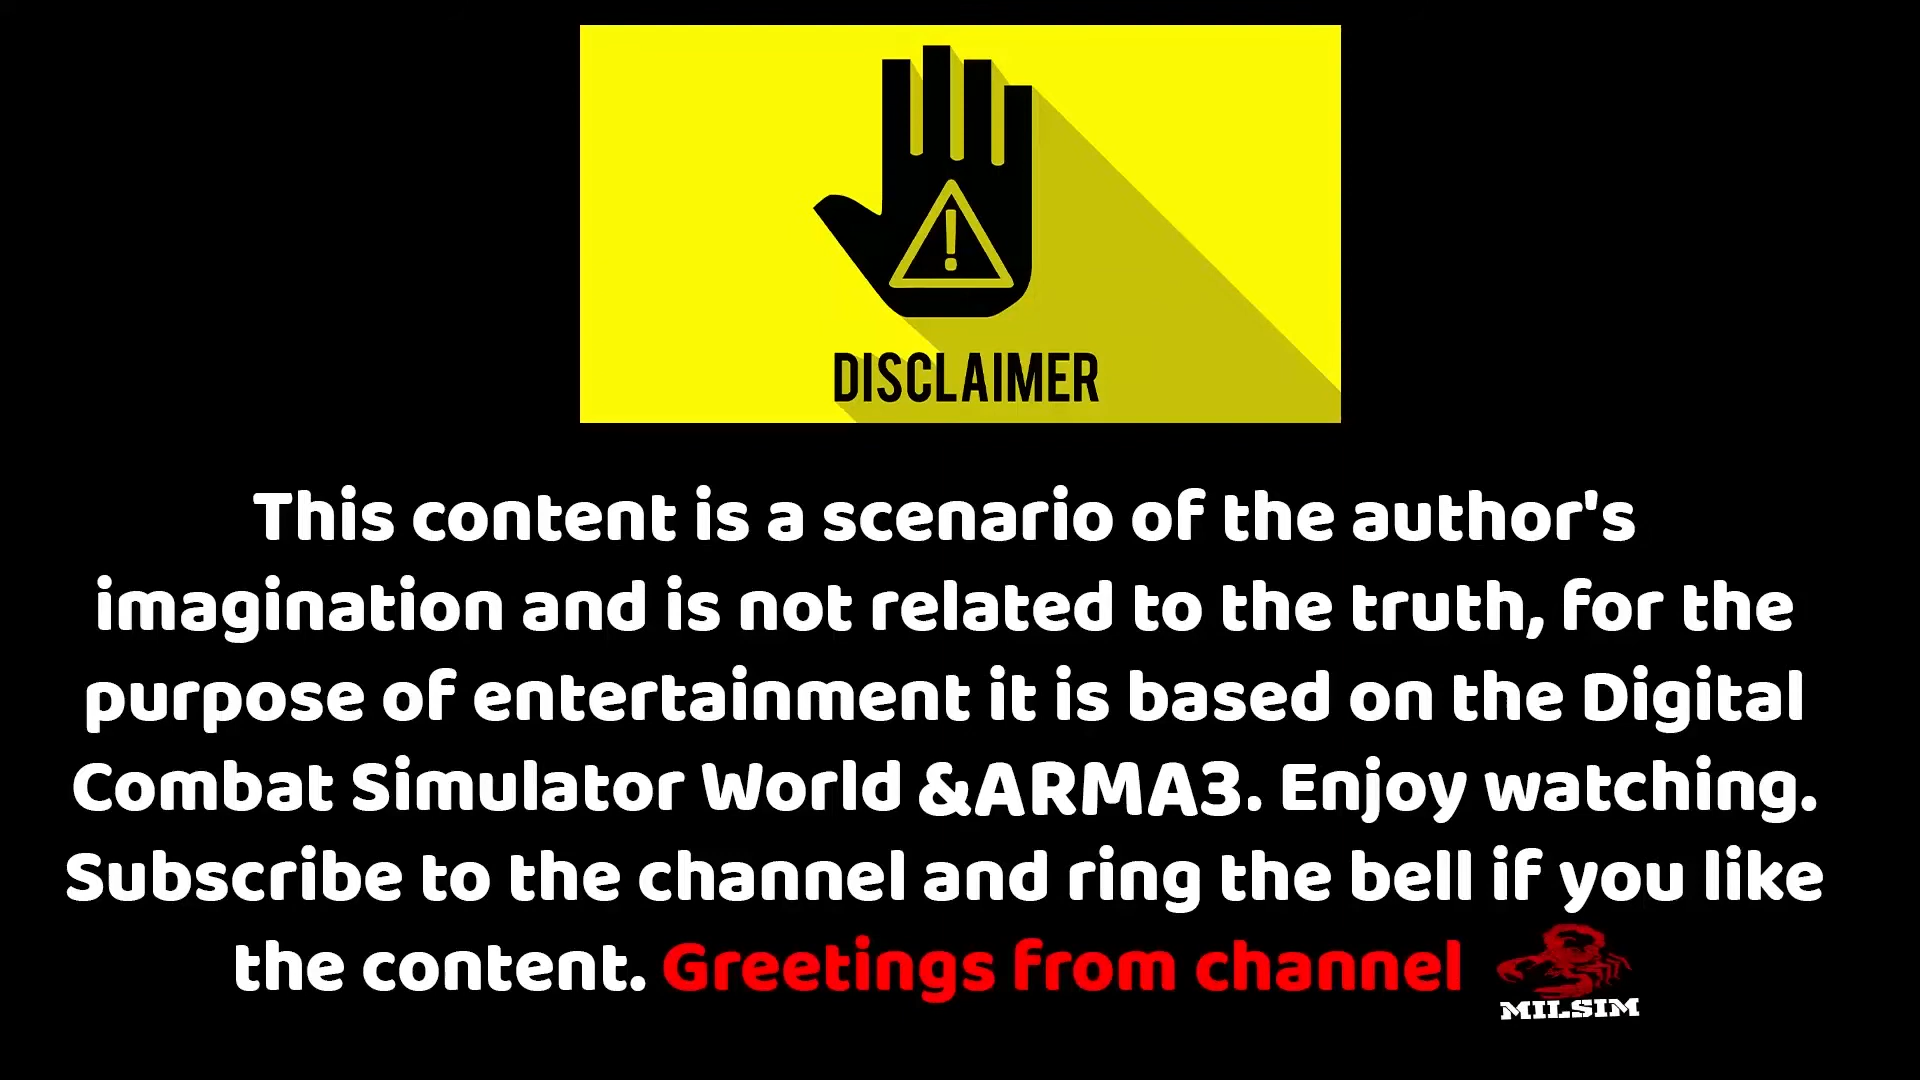 !
DISCLAIMER
This content is a scenario of the author's
imagination and is not related to the truth, for the
purpose of entertainment it is based on the Digital
Combat Simulator World &ARMA3. Enjoy watching.
Subscribe to the channel and ring the bell if you like
the content. Greetings from channel
MILSIM